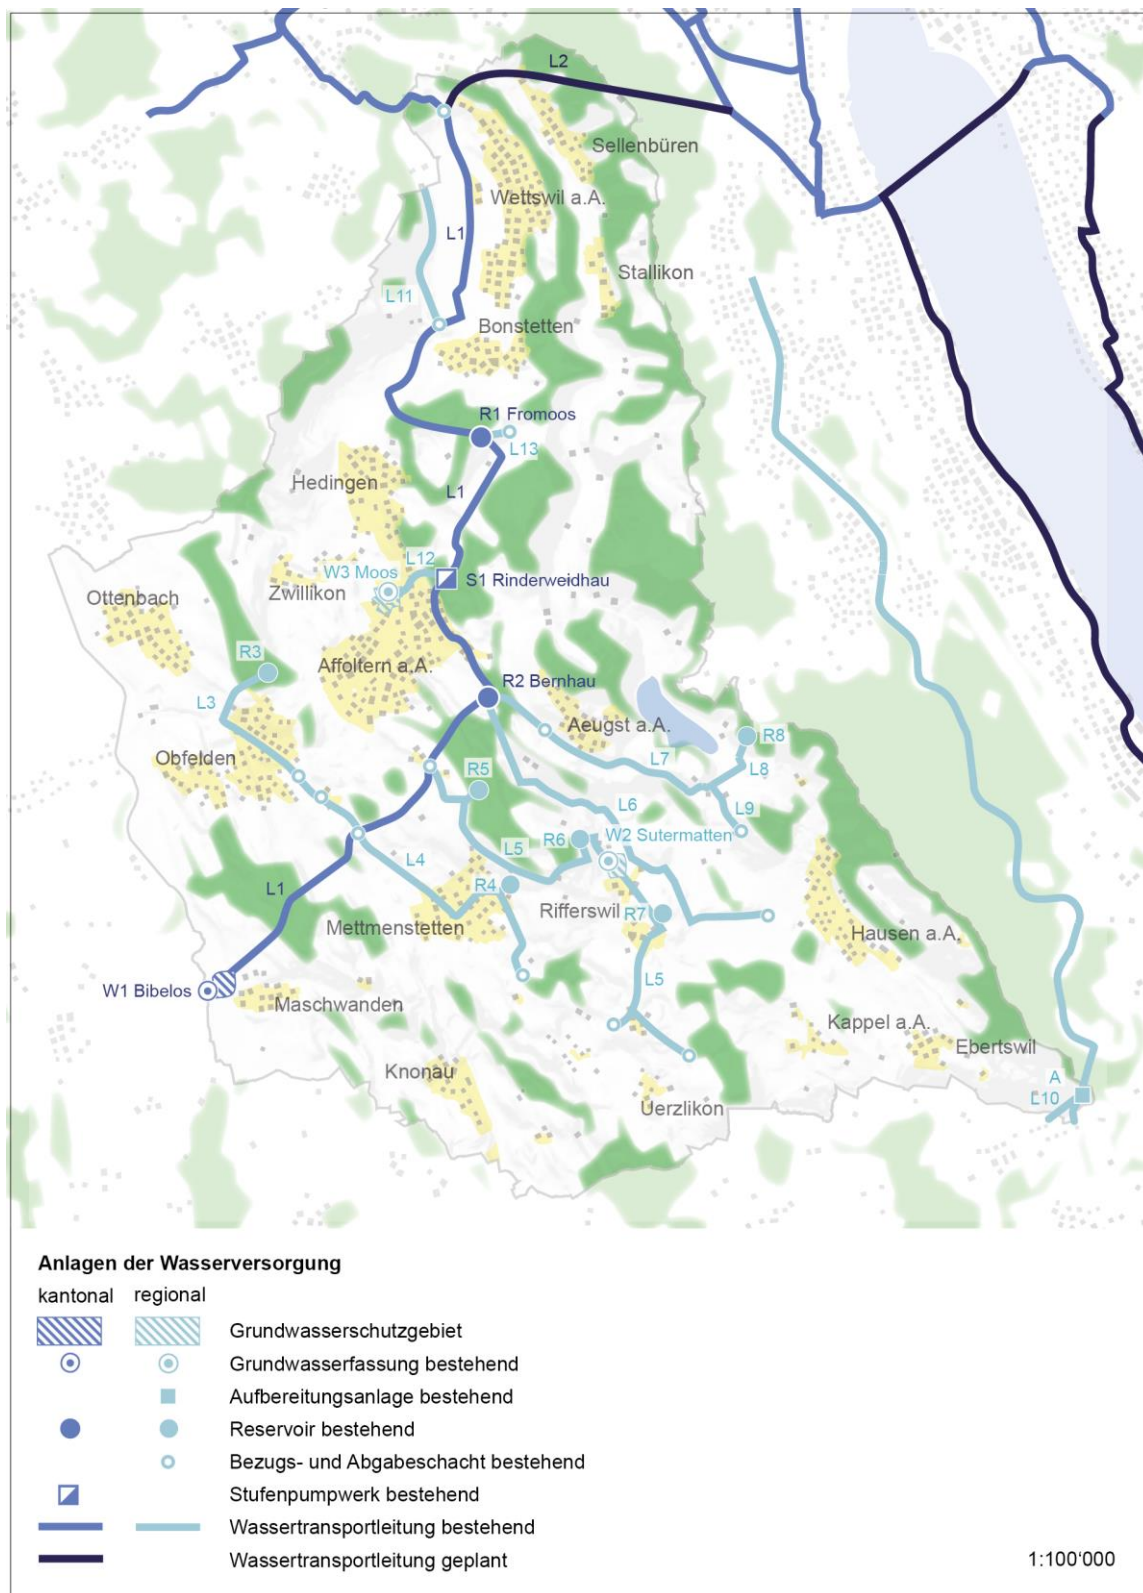 L2
Sellenbüren
Wettswil a.A.
L1
Stallikon
L11
Bonstetten
R1 Fromoos
L13
Hedingen
L1
L12
W3 Moos
S1 Rinderweidhau
Zwillikon
Ottenbach
R3
Affoltern a.A.
R2 Bernhau
L3
Aeugst a.A.
R8
Obfelden
L7
L8
R5
L6
L9
W2 Sutermatten
R6
L5
L4
R4
L1
Rifferswil
R7
Mettmenstetten
Hausen a.A.
L5
W1 Bibelos
Maschwanden
Kappel a.A.
Ebertswil
Knonau
A
L10
Uerzlikon
Anlagen der Wasserversorgung
kantonal regional
Grundwasserschutzgebiet
Grundwasserfassung bestehend
Aufbereitungsanlage bestehend
Reservoir bestehend
Bezugs- und Abgabeschacht bestehend
Stufenpumpwerk bestehend
Wassertransportleitung bestehend
Wassertransportleitung geplant
1:100'000